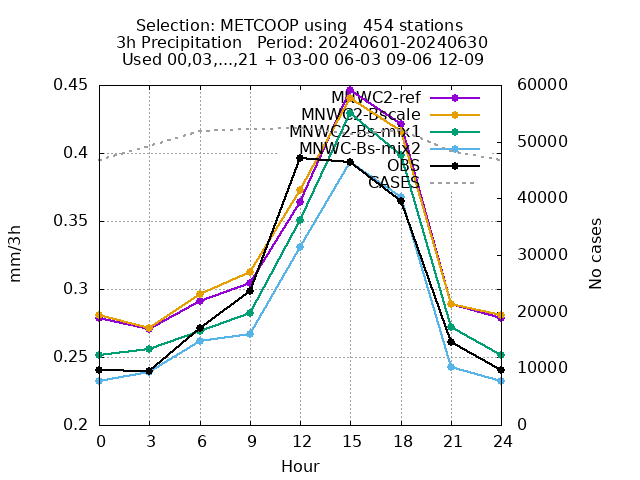 Selection: METCOOP using   454 stations
3h Precipitation   Period: 20240601-20240630
Used 00,03,...,21 + 03-00 06-03 09-06 12-09
0.45
0.4
0.35
0.3
0.25
0.2
60000
50000
40000
30000
20000
10000
0
MNWC2-ref
MNWC2-Bscale
MNWC2-Bs-mix1
MNWC-Bs-mix2
OBS
CASES
mm/3h
No cases
0 3 6 9 12 15 18 21 24
Hour